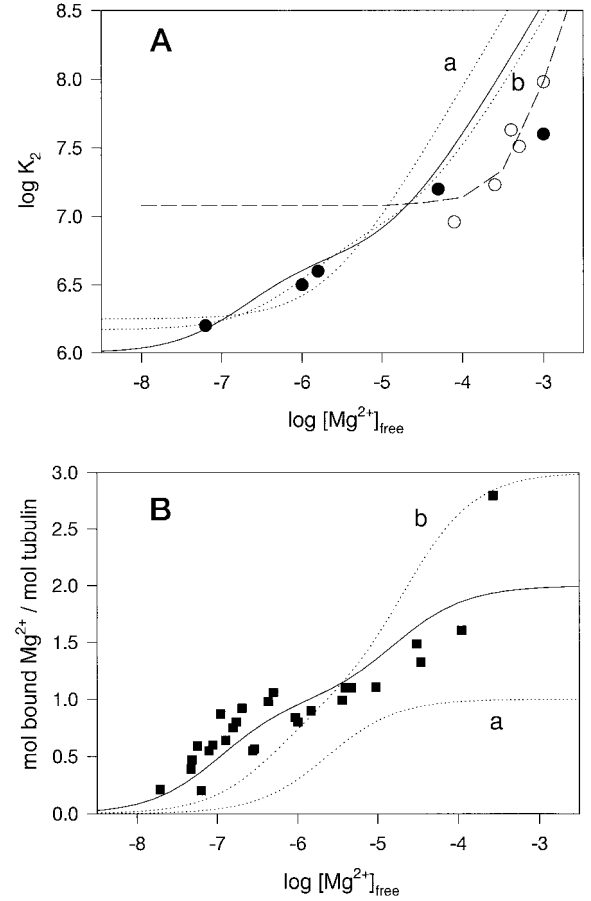 8.5
A
a
8.0
b
7.5
log K2
7.0
6.5
6.0
-8 -7 -6 -5 -4 -3
log [Mg2+]free
3.0
B
b
2.5
2.0
1.5
mol bound Mg2+ / mol tubulin
1.0
a
0.5
0.0
-8 -7 -6 -5 -4 -3
log [Mg2+]free